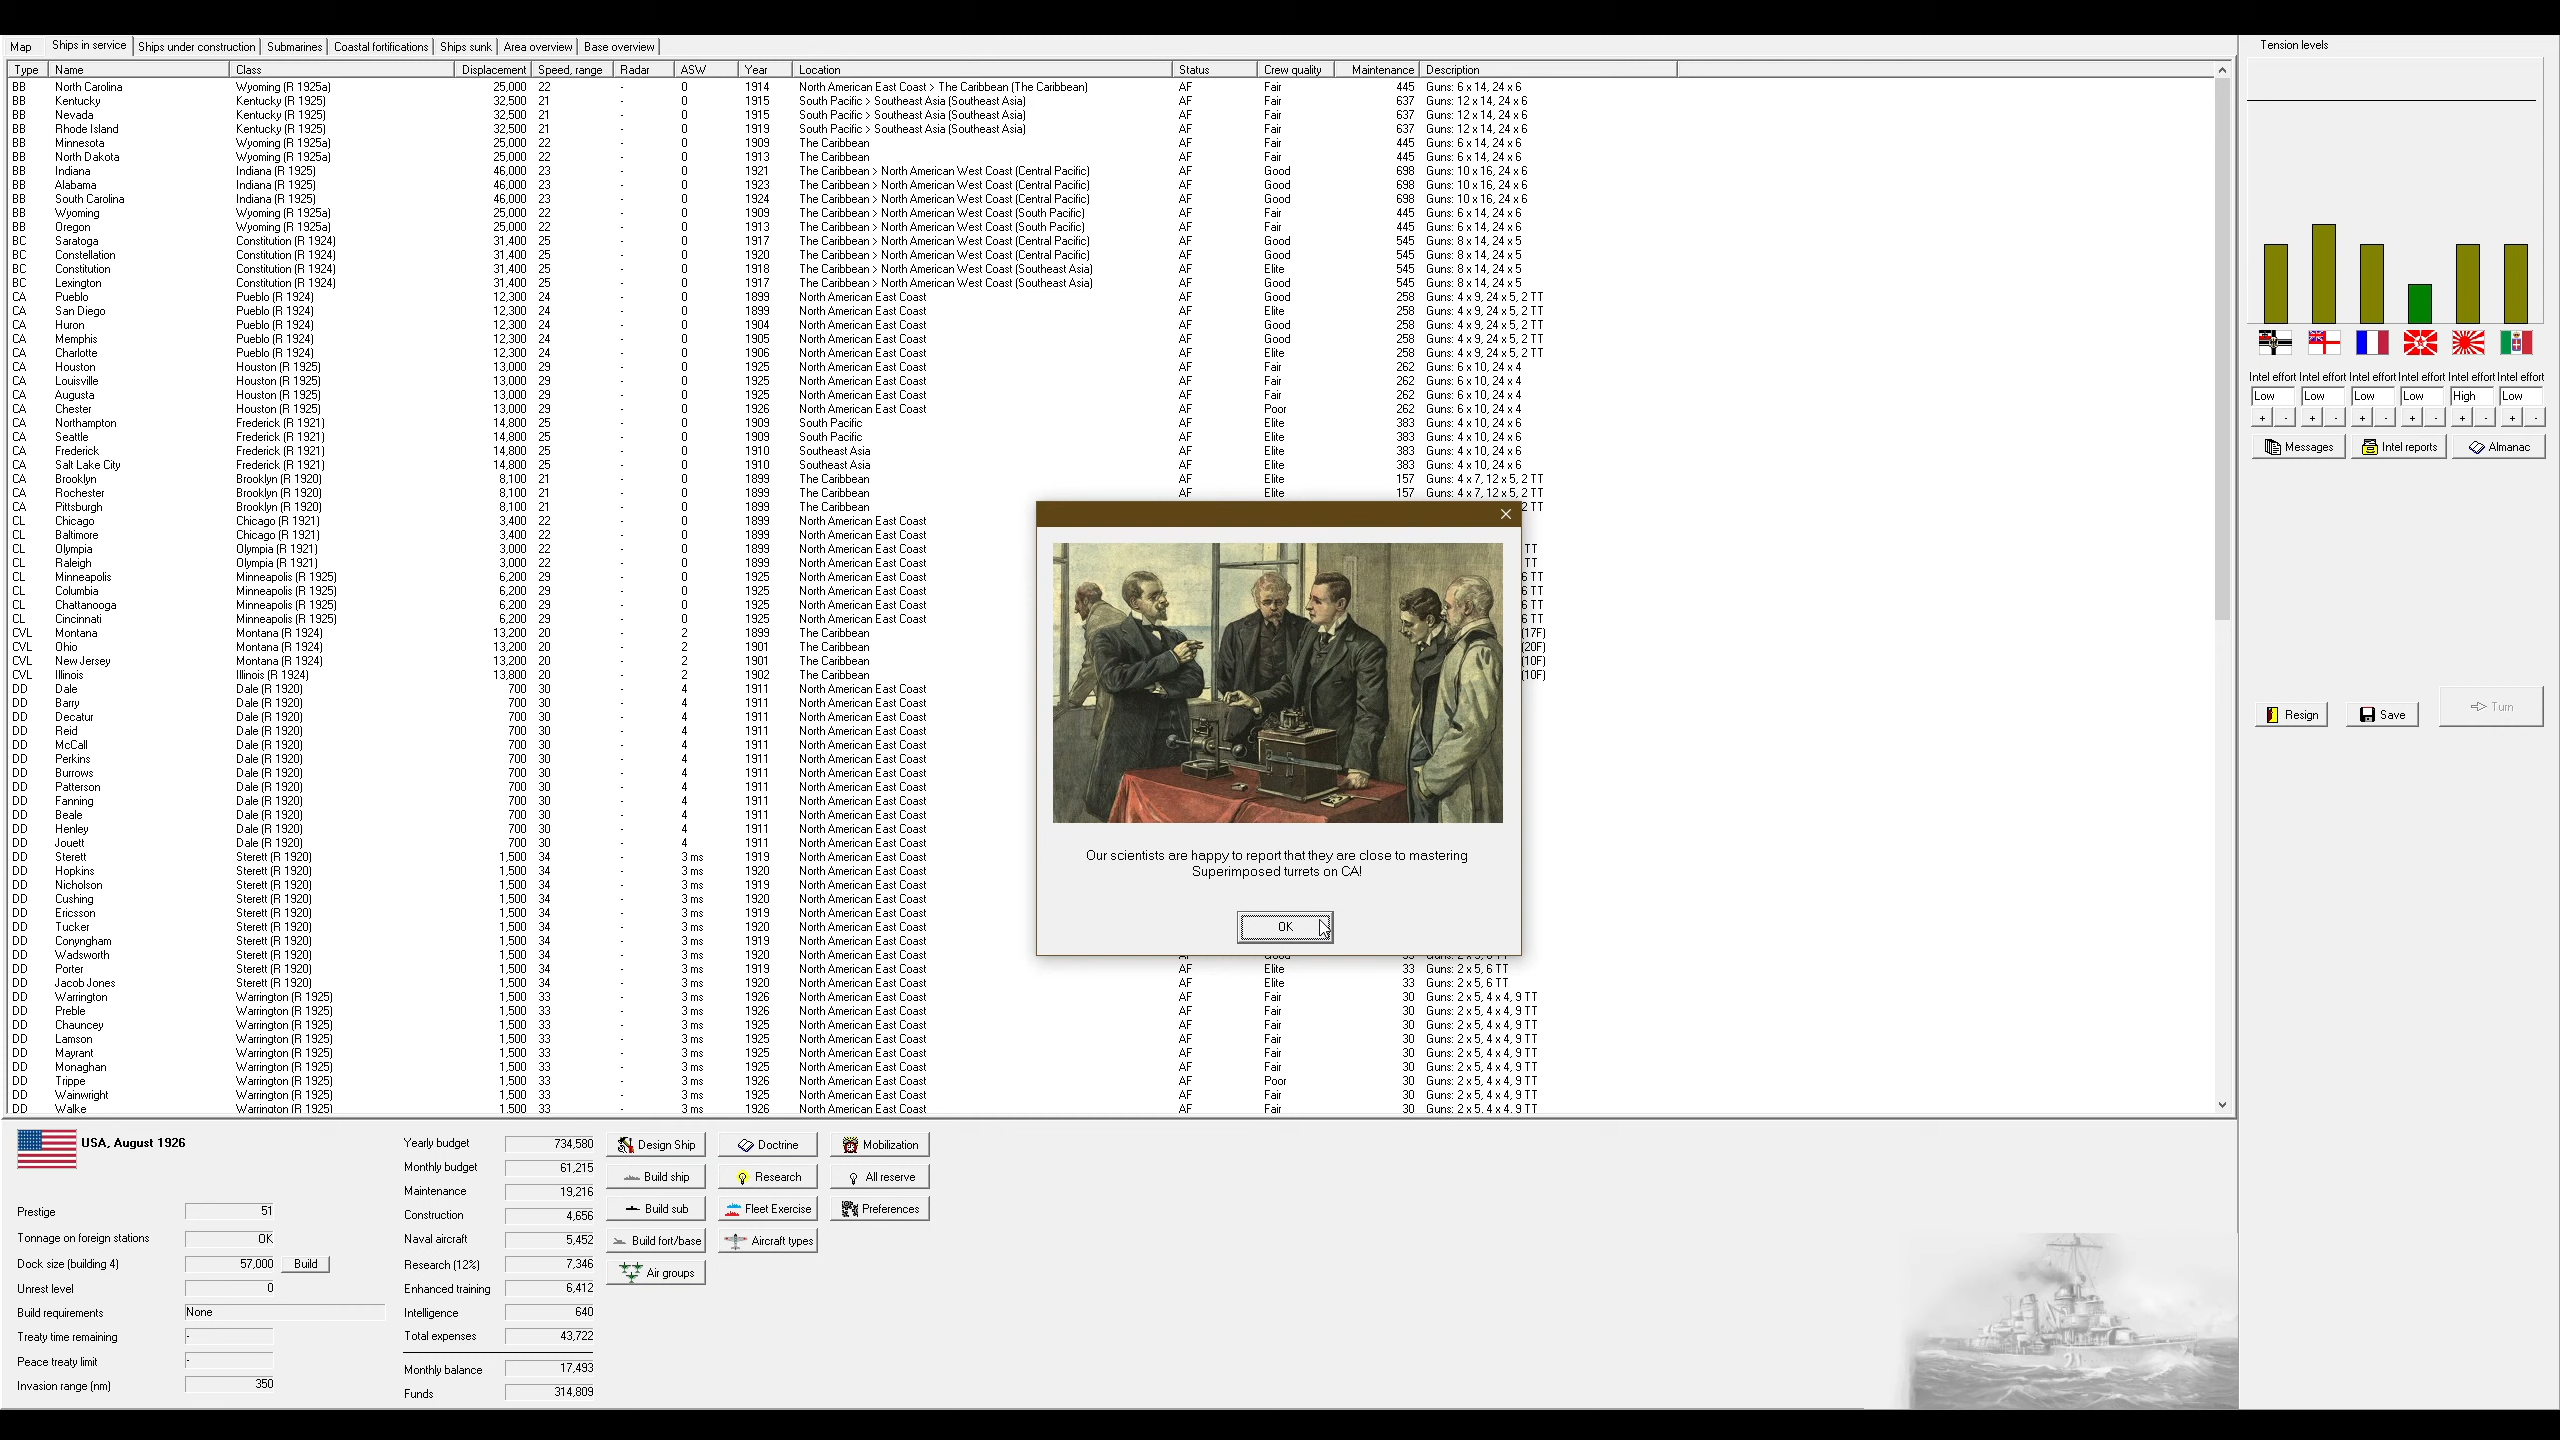 Map Ships in service Ships under construction Submarines Coastal fortifications Ships sunk Area overview Base overview
Type Name Class Displacement Speed, range Radar ASW Year Location Status Crew quality Maintenance Description
BB North Carolina Wyoming (R 1925a) 25,000 22 - 0 1914 North American East Coast > The Caribbean (The Caribbean) AF Fair 445 Guns: 6 x 14, 24 x 6
BB Kentucky Kentucky (R 1925) 32,500 21 - 0 1915 South Pacific > Southeast Asia (Southeast Asia) AF Fair 637 Guns: 12 x 14, 24 x 6
BB Nevada Kentucky (R 1925) 32,500 21 - 0 1915 South Pacific > Southeast Asia (Southeast Asia) AF Fair 637 Guns: 12 x 14, 24 x 6
BB Rhode Island Kentucky (R 1925) 32,500 21 - 0 1919 South Pacific > Southeast Asia (Southeast Asia) AF Fair 637 Guns: 12 x 14, 24 x 6
BB Minnesota Wyoming (R 1925a) 25,000 22 - 0 1909 The Caribbean AF Fair 445 Guns: 6 x 14, 24 x 6
BB North Dakota Wyoming (R 1925a) 25,000 22 - 0 1913 The Caribbean AF Fair 445 Guns: 6 x 14, 24 x 6
BB Indiana Indiana (R 1925) 46,000 23 - 0 1921 The Caribbean > North American West Coast (Central Pacific) AF Good 698 Guns: 10 x 16, 24 x 6
BB Alabama Indiana (R 1925) 46,000 23 - 0 1923 The Caribbean > North American West Coast (Central Pacific) AF Good 698 Guns: 10 x 16, 24 x 6
BB South Carolina Indiana (R 1925) 46,000 23 - 0 1924 The Caribbean > North American West Coast (Central Pacific) AF Good 698 Guns: 10 x 16, 24 x 6
BB Wyoming Wyoming (R 1925a) 25,000 22 - 0 1909 The Caribbean > North American West Coast (South Pacific) AF Fair 445 Guns: 6 x 14, 24 x 6
BB Oregon Wyoming (R 1925a) 25,000 22 - 0 1913 The Caribbean > North American West Coast (South Pacific) AF Fair 445 Guns: 6 x 14, 24 x 6
BC Saratoga Constitution (R 1924) 31,400 25 - 0 1917 The Caribbean > North American West Coast (Central Pacific) AF Good 545 Guns: 8 x 14, 24 x 5
BC Constellation Constitution (R 1924) 31,400 25 - 0 1920 The Caribbean > North American West Coast (Central Pacific) AF Good 545 Guns: 8 x 14, 24 x 5
BC Constitution Constitution (R 1924) 31,400 25 - 0 1918 The Caribbean > North American West Coast (Southeast Asia) AF Elite 545 Guns: 8 x 14, 24 x 5
BC Lexington Constitution (R 1924) 31,400 25 - 0 1917 The Caribbean > North American West Coast (Southeast Asia) AF Good 545 Guns: 8 x 14, 24 x 5
CA Pueblo Pueblo (R 1924) 12,300 24 - 0 1899 North American East Coast AF Good 258 Guns: 4 x 9, 24 x 5, 2 TT
CA San Diego Pueblo (R 1924) 12,300 24 - 0 1899 North American East Coast AF Elite 258 Guns: 4 x 9, 24 x 5, 2 TT
CA Huron Pueblo (R 1924) 12,300 24 - 0 1904 North American East Coast AF Good 258 Guns: 4 x 9, 24 x 5, 2 TT
CA Memphis Pueblo (R 1924) 12,300 24 - 0 1905 North American East Coast AF Good 258 Guns: 4 x 9, 24 x 5, 2 TT
CA Charlotte Pueblo (R 1924) 12,300 24 - 0 1906 North American East Coast AF Elite 258 Guns: 4 x 9, 24 x 5, 2 TT
CA Houston Houston (R 1925) 13,000 29 - 0 1925 North American East Coast AF Fair 262 Guns: 6 x 10, 24 x 4
CA Louisville Houston (R 1925) 13,000 29 - 0 1925 North American East Coast AF Fair 262 Guns: 6 x 10, 24 x 4
CA Augusta Houston (R 1925) 13,000 29 - 0 1925 North American East Coast AF Fair 262 Guns: 6 x 10, 24 x 4
CA Chester Houston (R 1925) 13,000 29 - 0 1926 North American East Coast AF Poor 262 Guns: 6 x 10, 24 x 4
CA Northampton Frederick (R 1921) 14,800 25 - 0 1909 South Pacific AF Elite 383 Guns: 4 x 10, 24 x 6
CA Seattle Frederick (R 1921) 14,800 25 - 0 1909 South Pacific AF Elite 383 Guns: 4 x 10, 24 x 6
CA Frederick Frederick (R 1921) 14,800 25 - 0 1910 Southeast Asia AF Elite 383 Guns: 4 x 10, 24 x 6
CA Salt Lake City Frederick (R 1921) 14,800 25 - 0 1910 Southeast Asia AF Elite 383 Guns: 4 x 10, 24 x 6
CA Brooklyn Brooklyn (R 1920) 8,100 21 - 0 1899 The Caribbean AF Elite 157 Guns: 4 x 7, 12 x 5, 2 TT
CA Rochester Brooklyn (R 1920) 8,100 21 - 0 1899 The Caribbean AF Elite 157 Guns: 4 x 7, 12 x 5, 2 TT
CA Pittsburgh Brooklyn (R 1920) 8,100 21 - 0 1899 The Caribbean 2 TT
CL Chicago Chicago (R 1921) 3,400 22 - 0 1899 North American East Coast
CL Baltimore Chicago (R 1921) 3,400 22 - 0 1899 North American East Coast
CL Olympia Olympia (R 1921) 3,000 22 - 0 1899 North American East Coast TT
CL Raleigh Olympia (R 1921) 3,000 22 - 0 1899 North American East Coast TT
CL Minneapolis Minneapolis (R 1925) 6,200 29 - 0 1925 North American East Coast 6 TT
CL Columbia Minneapolis (R 1925) 6,200 29 - 0 1925 North American East Coast 6 TT
CL Chattanooga Minneapolis (R 1925) 6,200 29 - 0 1925 North American East Coast 6 TT
CL Cincinnati Minneapolis (R 1925) 6,200 29 - 0 1925 North American East Coast 6 TT
CVL Montana Montana (R 1924) 13,200 20 - 2 1899 The Caribbean (17F)
CVL Ohio Montana (R 1924) 13,200 20 - 2 1901 The Caribbean (20F)
CVL New Jersey Montana (R 1924) 13,200 20 - 2 1901 The Caribbean (10F)
CVL Illinois Illinois (R 1924) 13,800 20 - 2 1902 The Caribbean (10F)
DD Dale Dale (R 1920) 700 30 - 4 1911 North American East Coast
DD Barry Dale (R 1920) 700 30 - 4 1911 North American East Coast
DD Decatur Dale (R 1920) 700 30 - 4 1911 North American East Coast
DD Reid Dale (R 1920) 700 30 - 4 1911 North American East Coast
DD McCall Dale (R 1920) 700 30 - 4 1911 North American East Coast
DD Perkins Dale (R 1920) 700 30 - 4 1911 North American East Coast
DD Burrows Dale (R 1920) 700 30 - 4 1911 North American East Coast
DD Patterson Dale (R 1920) 700 30 - 4 1911 North American East Coast
DD Fanning Dale (R 1920) 700 30 - 4 1911 North American East Coast
DD Beale Dale (R 1920) 700 30 - 4 1911 North American East Coast
DD Henley Dale (R 1920) 700 30 - 4 1911 North American East Coast
DD Jouett Dale (R 1920) 700 30 - 4 1911 North American East Coast
DD Sterett Sterett (R 1920) 1,500 34 - 3 ms 1919 North American East Coast
DD Hopkins Sterett (R 1920) 1,500 34 - 3 ms 1920 North American East Coast
DD Nicholson Sterett (R 1920) 1,500 34 - 3 ms 1919 North American East Coast
DD Cushing Sterett (R 1920) 1,500 34 - 3 ms 1920 North American East Coast
DD Ericsson Sterett (R 1920) 1,500 34 - 3 ms 1919 North American East Coast
DD Tucker Sterett (R 1920) 1,500 34 - 3 ms 1920 North American East Coast
DD Conyngham Sterett (R 1920) 1,500 34 - 3 ms 1919 North American East Coast
DD Wadsworth Sterett (R 1920) 1,500 34 - 3 ms 1920 North American East Coast
DD Porter Sterett (R 1920) 1,500 34 - 3 ms 1919 North American East Coast AF Elite 33 Guns: 2 x 5, 6 TT
DD Jacob Jones Sterett (R 1920) 1,500 34 - 3 ms 1920 North American East Coast AF Elite 33 Guns: 2 x 5, 6 TT
DD Warrington Warrington (R 1925) 1,500 33 - 3 ms 1926 North American East Coast AF Fair 30 Guns: 2 x 5, 4 x 4, 9 TT
DD Preble Warrington (R 1925) 1,500 33 - 3 ms 1926 North American East Coast AF Fair 30 Guns: 2 x 5, 4 x 4, 9 TT
DD Chauncey Warrington (R 1925) 1,500 33 - 3 ms 1925 North American East Coast AF Fair 30 Guns: 2 x 5, 4 x 4, 9 TT
DD Lamson Warrington (R 1925) 1,500 33 - 3 ms 1925 North American East Coast AF Fair 30 Guns: 2 x 5, 4 x 4, 9 TT
DD Mayrant Warrington (R 1925) 1,500 33 - 3 ms 1925 North American East Coast AF Fair 30 Guns: 2 x 5, 4 x 4, 9 TT
DD Monaghan Warrington (R 1925) 1,500 33 - 3 ms 1925 North American East Coast AF Fair 30 Guns: 2 x 5, 4 x 4, 9 TT
DD Trippe Warrington (R 1925) 1,500 33 - 3 ms 1926 North American East Coast AF Poor 30 Guns: 2 x 5, 4 x 4, 9 TT
DD Wainwright Warrington (R 1925) 1,500 33 - 3 ms 1925 North American East Coast AF Fair 30 Guns: 2 x 5, 4 x 4, 9 TT
DD Walke Warrington (R 1925) 1,500 33 - 3 ms 1926 North American East Coast AF Fair 30 Guns: 2 x 5, 4 x 4, 9 TT
Our scientists are happy to report that they are close to mastering
Superimposed turrets on CA!
OK
Tension levels
Intel effort Intel effort Intel effort Intel effort Intel effort Intel effort
Low Low Low Low High Low
+ - + - + - + - + - + -
Messages Intel reports Almanac
Resign Save Turn
USA, August 1926
Prestige 51
Tonnage on foreign stations OK
Dock size (building 4) 57,000 Build
Unrest level 0
Build requirements None
Treaty time remaining -
Peace treaty limit -
Invasion range (nm) 350
Yearly budget 734,580
Monthly budget 61,215
Maintenance 19,216
Construction 4,656
Naval aircraft 5,452
Research (12%) 7,346
Enhanced training 6,412
Intelligence 640
Total expenses 43,722
Monthly balance 17,493
Funds 314,809
Design Ship Doctrine Mobilization
Build ship Research All reserve
Build sub Fleet Exercise Preferences
Build fort/base Aircraft types
Air groups